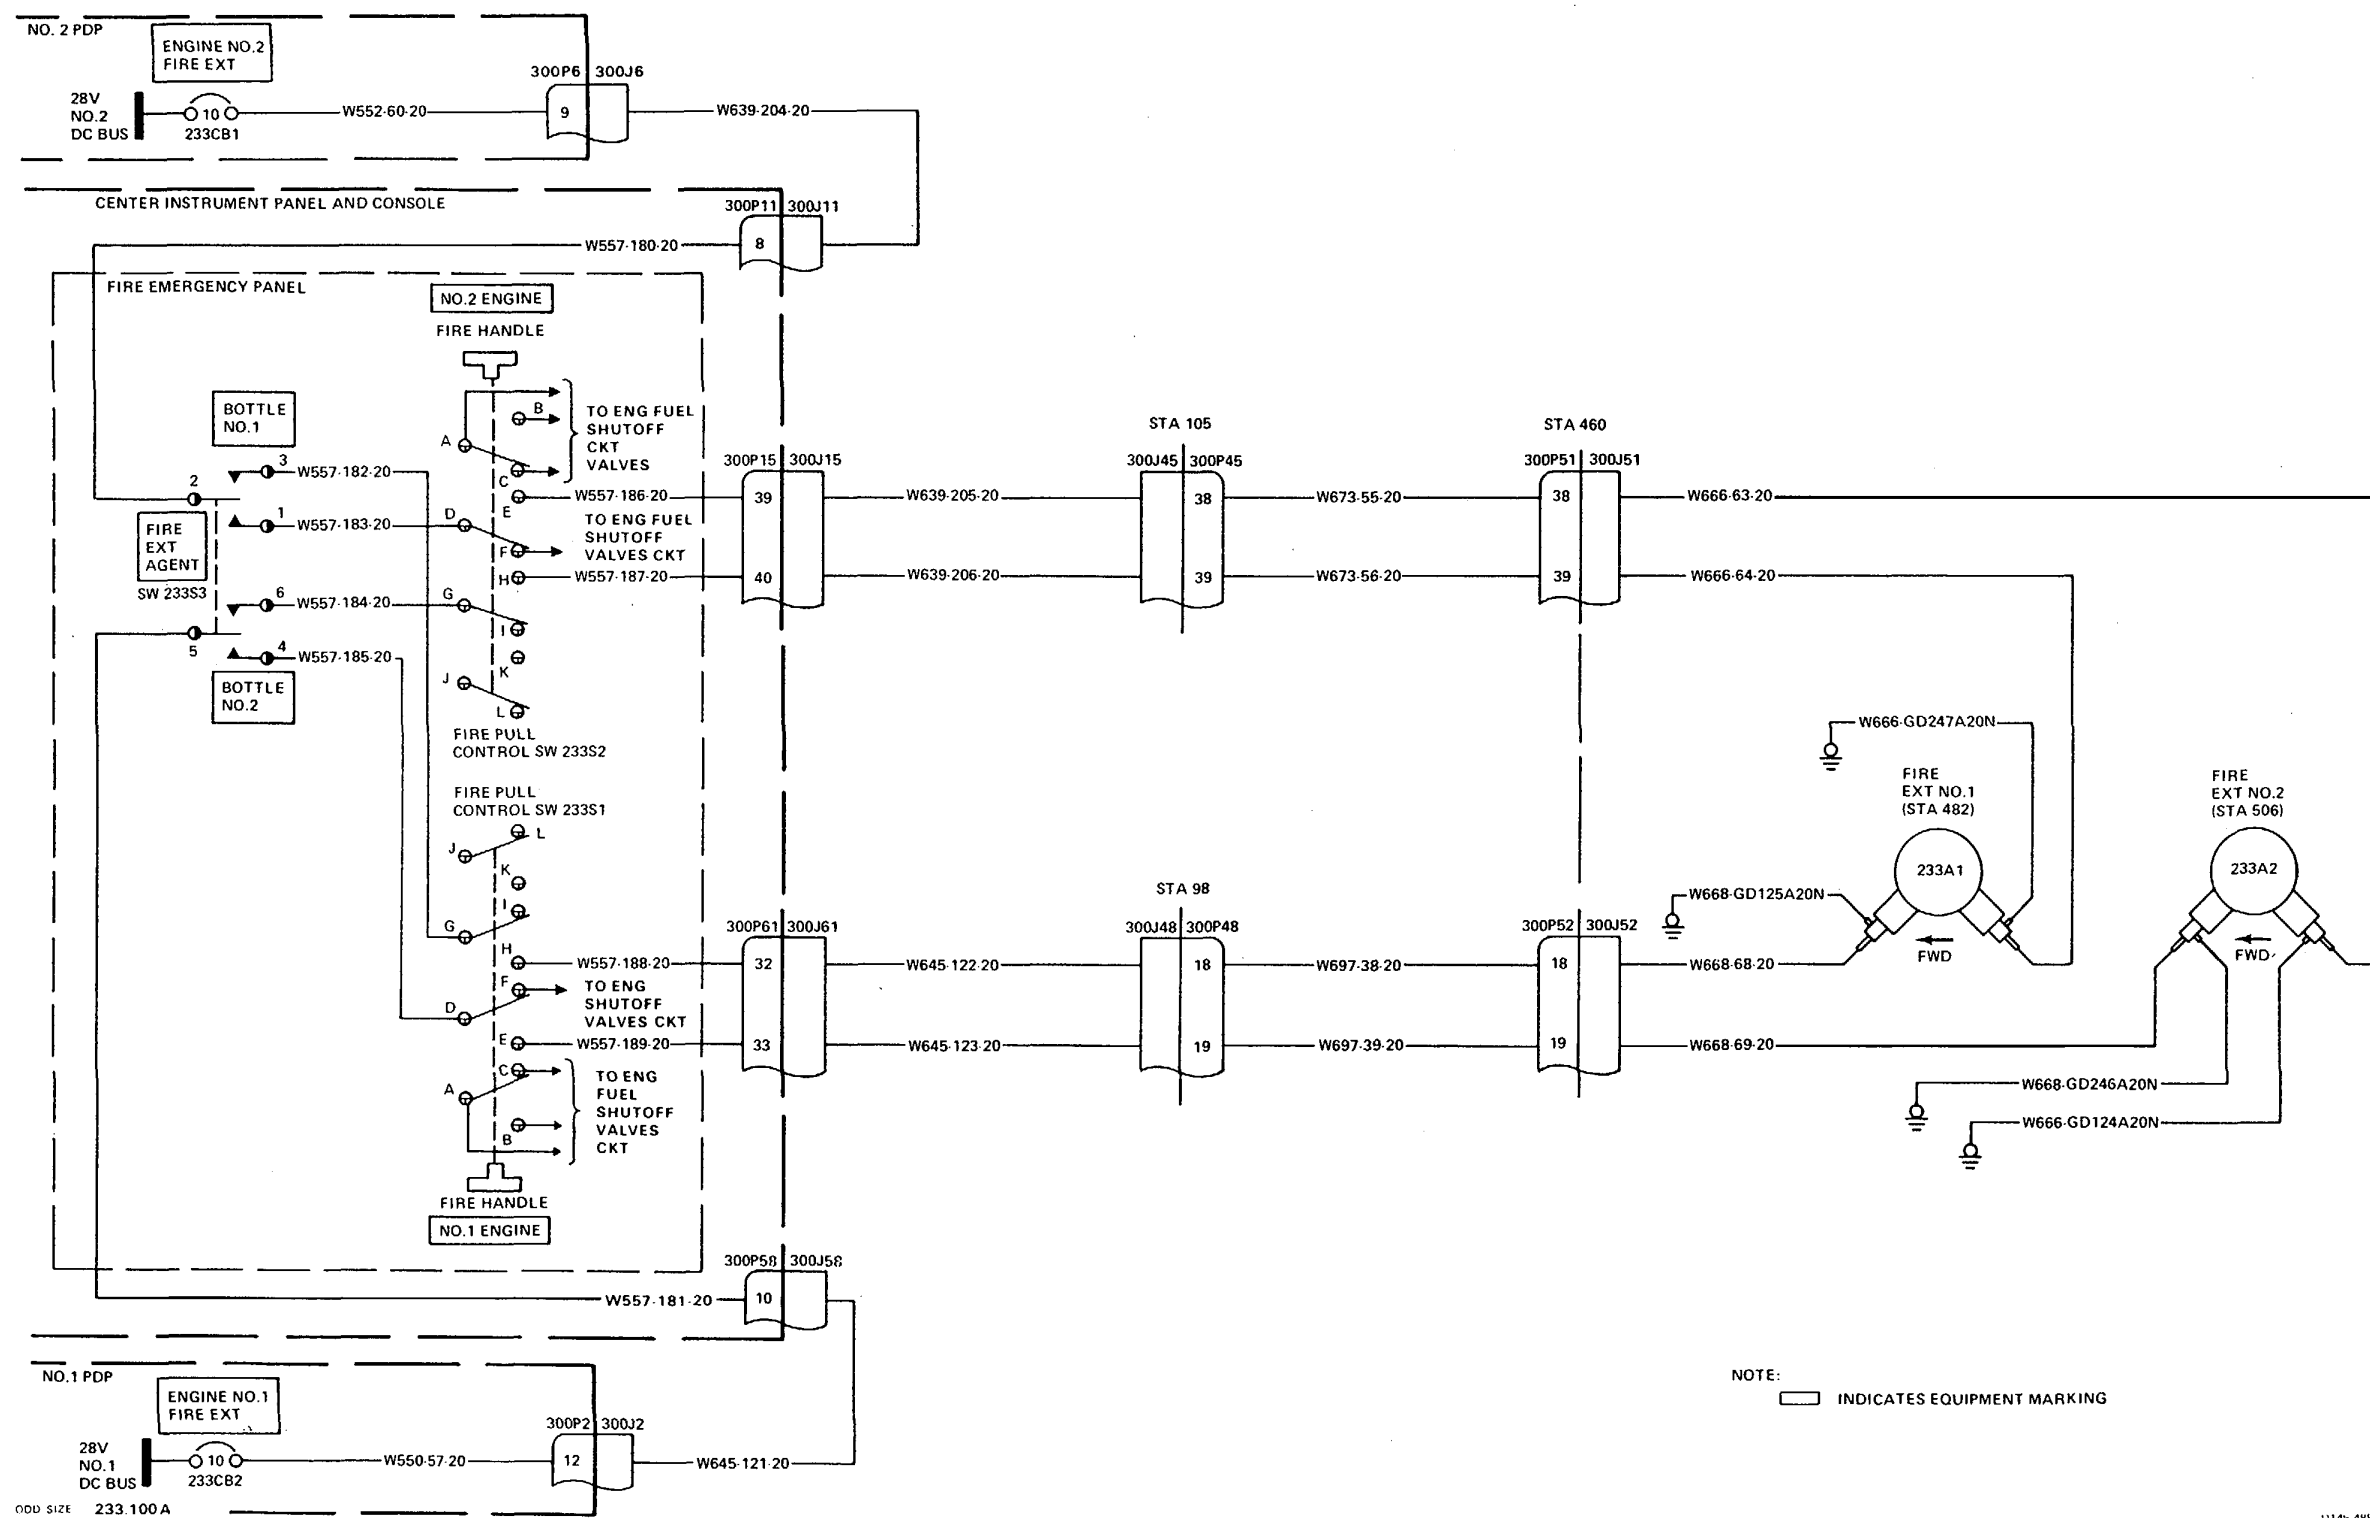 NO. 2 PDP
ENGINE NO.2
FIRE EXT
28V
NO.2
DC BUS
10
233CB1
W552-60-20
300P6
300J6
9
W639-204-20
CENTER INSTRUMENT PANEL AND CONSOLE
300P11
300J11
W557-180-20
8
FIRE EMERGENCY PANEL
NO.2 ENGINE
FIRE HANDLE
BOTTLE
NO.1
B
A
C
TO ENG FUEL
SHUTOFF
CKT
VALVES
2
3
W557-182-20
1
W557-183-20
FIRE
EXT
AGENT
SW 233S3
6
W557-184-20
5
4
W557-185-20
BOTTLE
NO.2
E
W557-186-20
D
F
TO ENG FUEL
SHUTOFF
VALVES CKT
H
W557-187-20
G
I
K
J
L
FIRE PULL
CONTROL SW 233S2
300P15
300J15
39
40
W639-205-20
W639-206-20
STA 105
300J45
300P45
38
39
W673-55-20
W673-56-20
STA 460
300P51
300J51
38
39
W666-63-20
W666-64-20
FIRE PULL
CONTROL SW 233S1
L
J
K
I
G
H
W557-188-20
F
TO ENG
SHUTOFF
VALVES CKT
D
E
W557-189-20
C
A
B
TO ENG
FUEL
SHUTOFF
VALVES
CKT
FIRE HANDLE
NO.1 ENGINE
300P61
300J61
32
33
W645-122-20
W645-123-20
STA 98
300J48
300P48
18
19
W697-38-20
W697-39-20
300P52
300J52
18
19
W668-68-20
W668-69-20
W666-GD247A20N
W668-GD125A20N
FIRE
EXT NO.1
(STA 482)
233A1
FWD
FIRE
EXT NO.2
(STA 506)
233A2
FWD
W668-GD246A20N
W666-GD124A20N
300P58
300J58
W557-181-20
10
NO.1 PDP
ENGINE NO.1
FIRE EXT
28V
NO.1
DC BUS
10
233CB2
W550-57-20
300P2
300J2
12
W645-121-20
NOTE:
INDICATES EQUIPMENT MARKING
ODD SIZE 233.100A